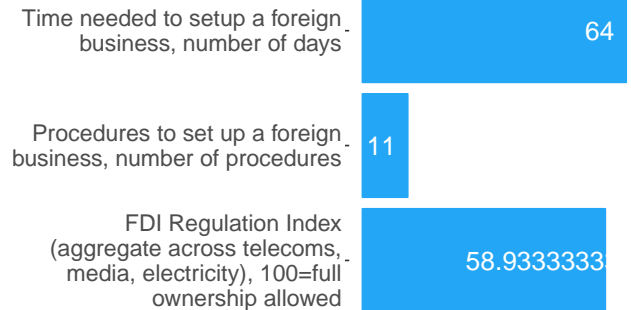 Time needed to setup a foreign
business, number of days
64
Procedures to set up a foreign
business, number of procedures
11
FDI Regulation Index
(aggregate across telecoms,
media, electricity), 100=full
ownership allowed
58.93333333